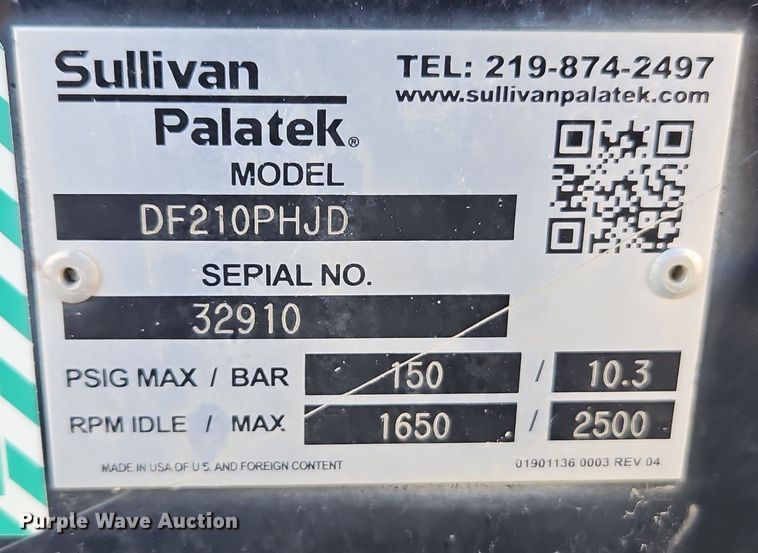 Sullivan
Palatek®
TEL: 219-874-2497
www.sullivanpalatek.com
MODEL
DF210PHJD
SEPIAL NO.
32910
PSIG MAX / BAR 150 / 10.3
RPM IDLE / MAX 1650 / 2500
MADE IN USA OF U S. AND FOREIGN CONTENT
01901136 0003 REV 04
Purple Wave Auction